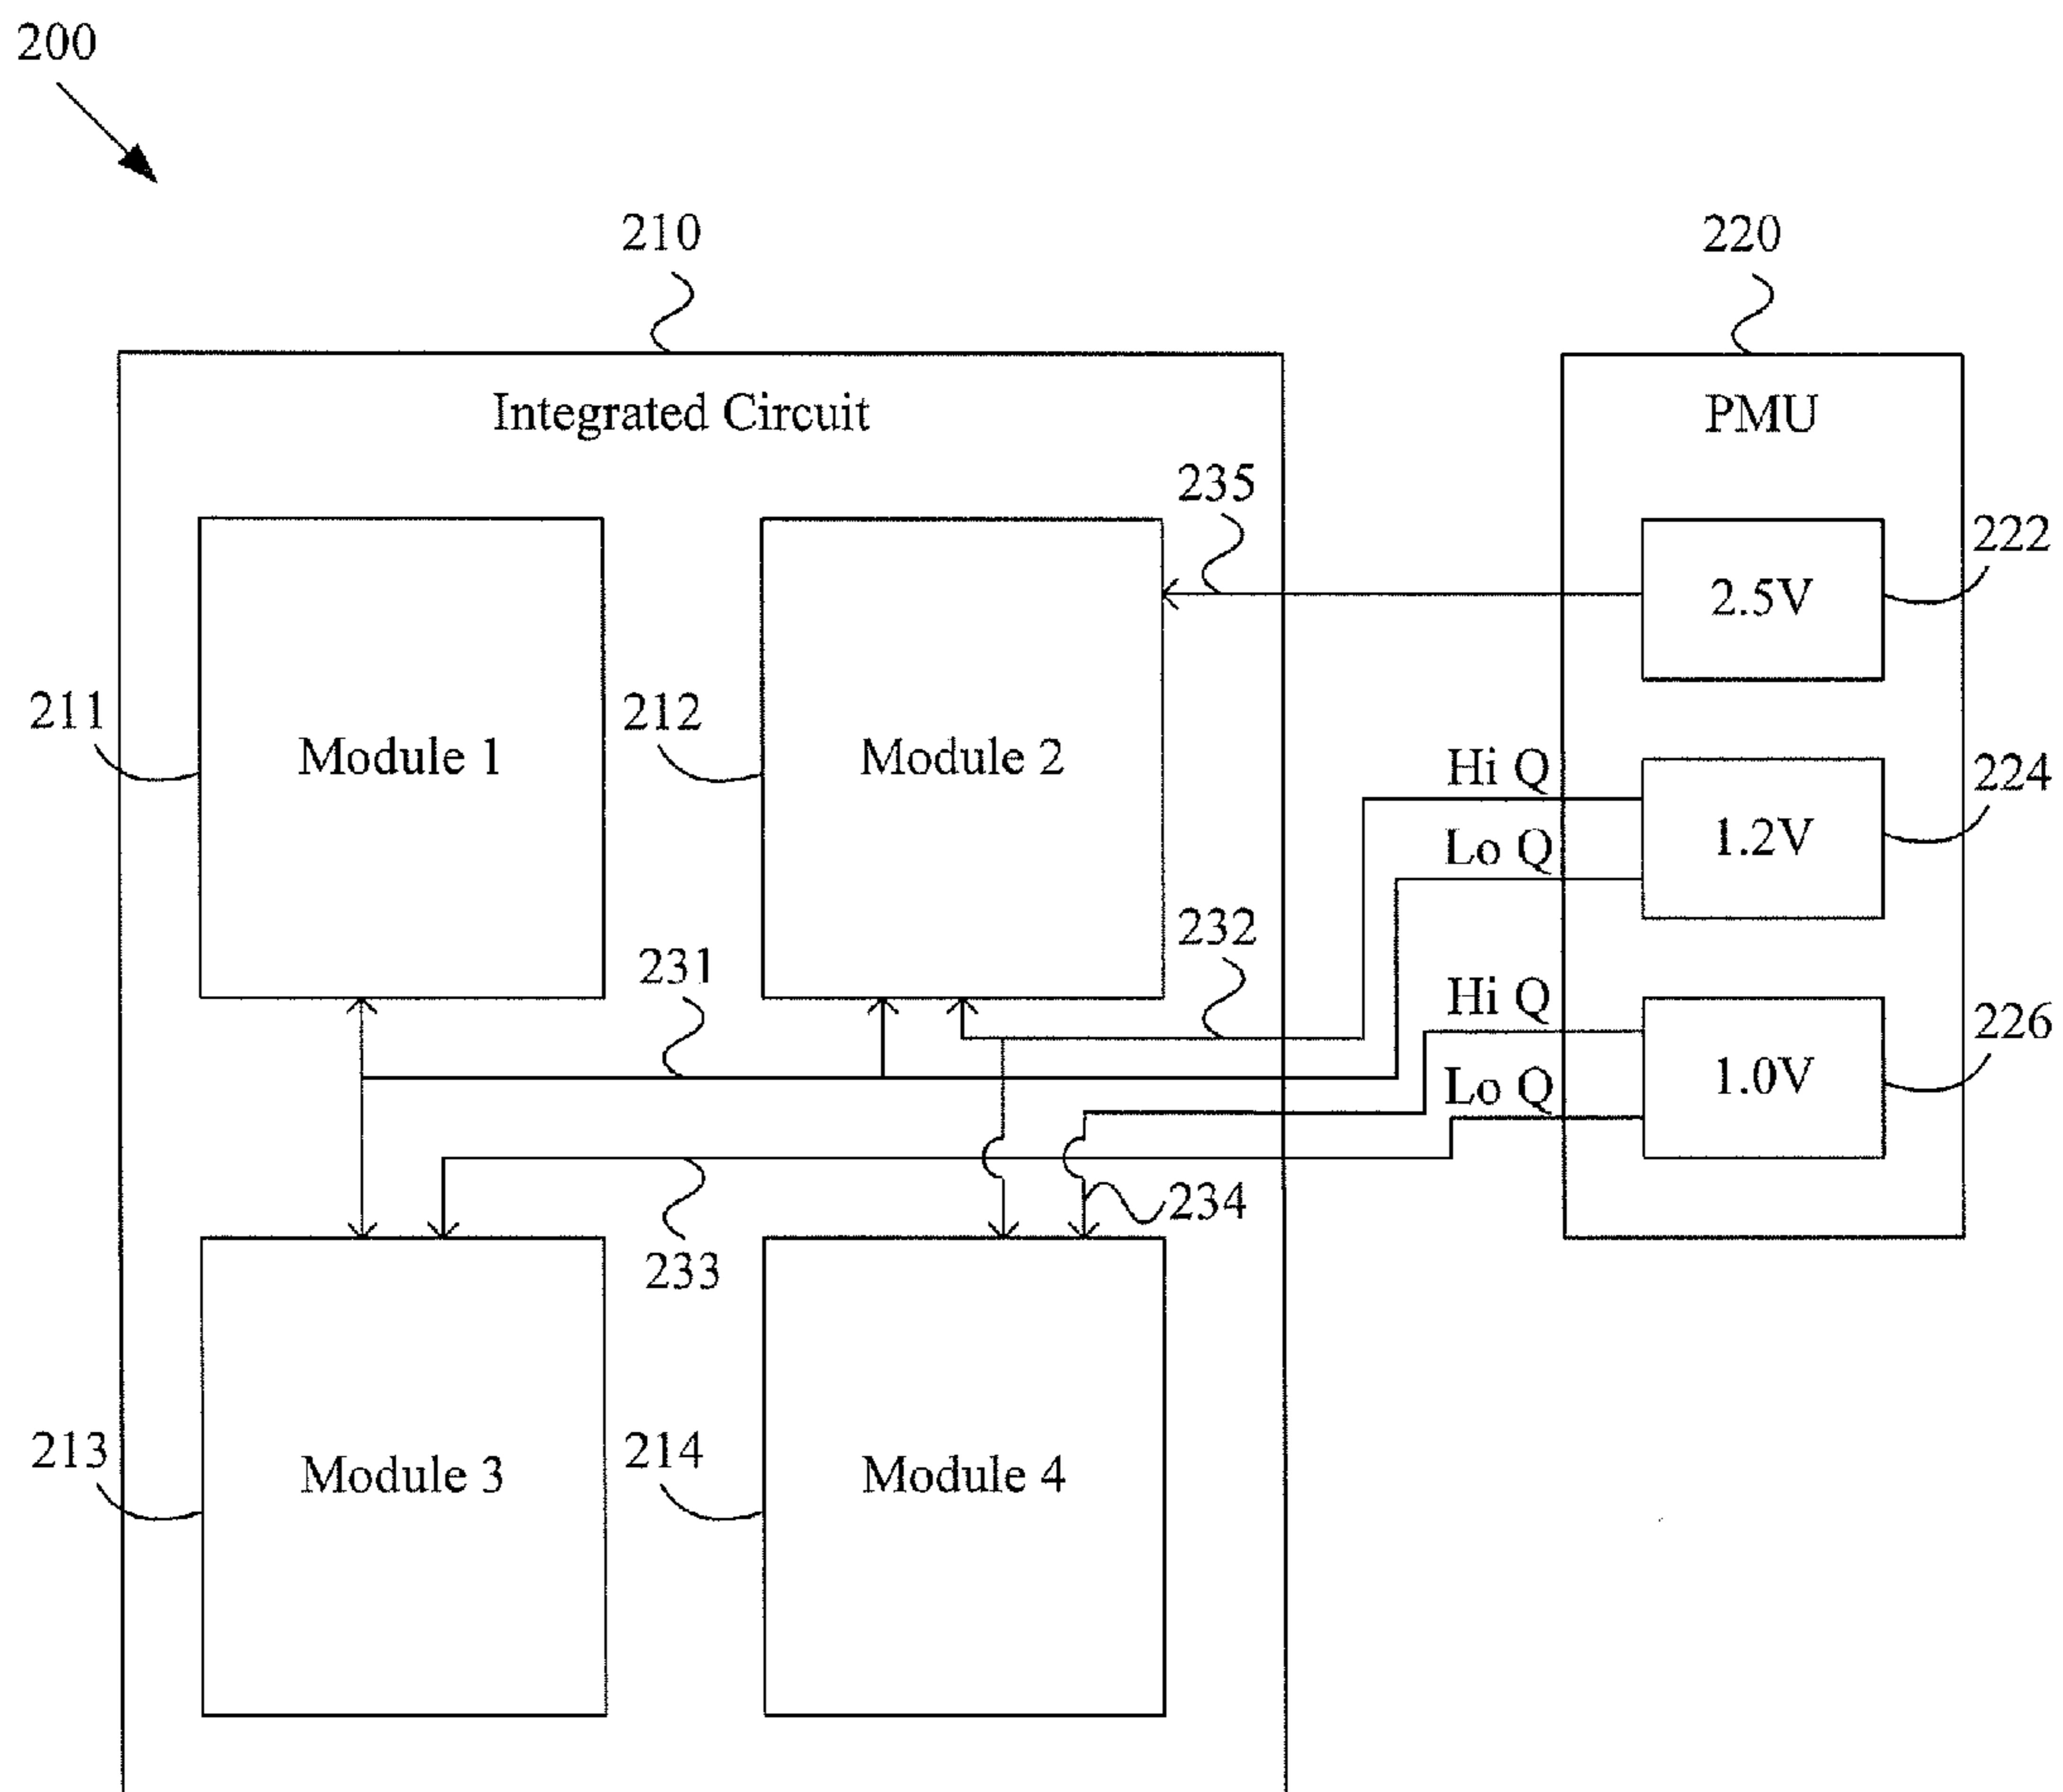 200
210
220
Integrated Circuit
PMU
235
222
2.5V
211
212
Module 1
Module 2
Hi Q
224
1.2V
Lo Q
232
231
Hi Q
226
1.0V
Lo Q
234
233
213
214
Module 3
Module 4